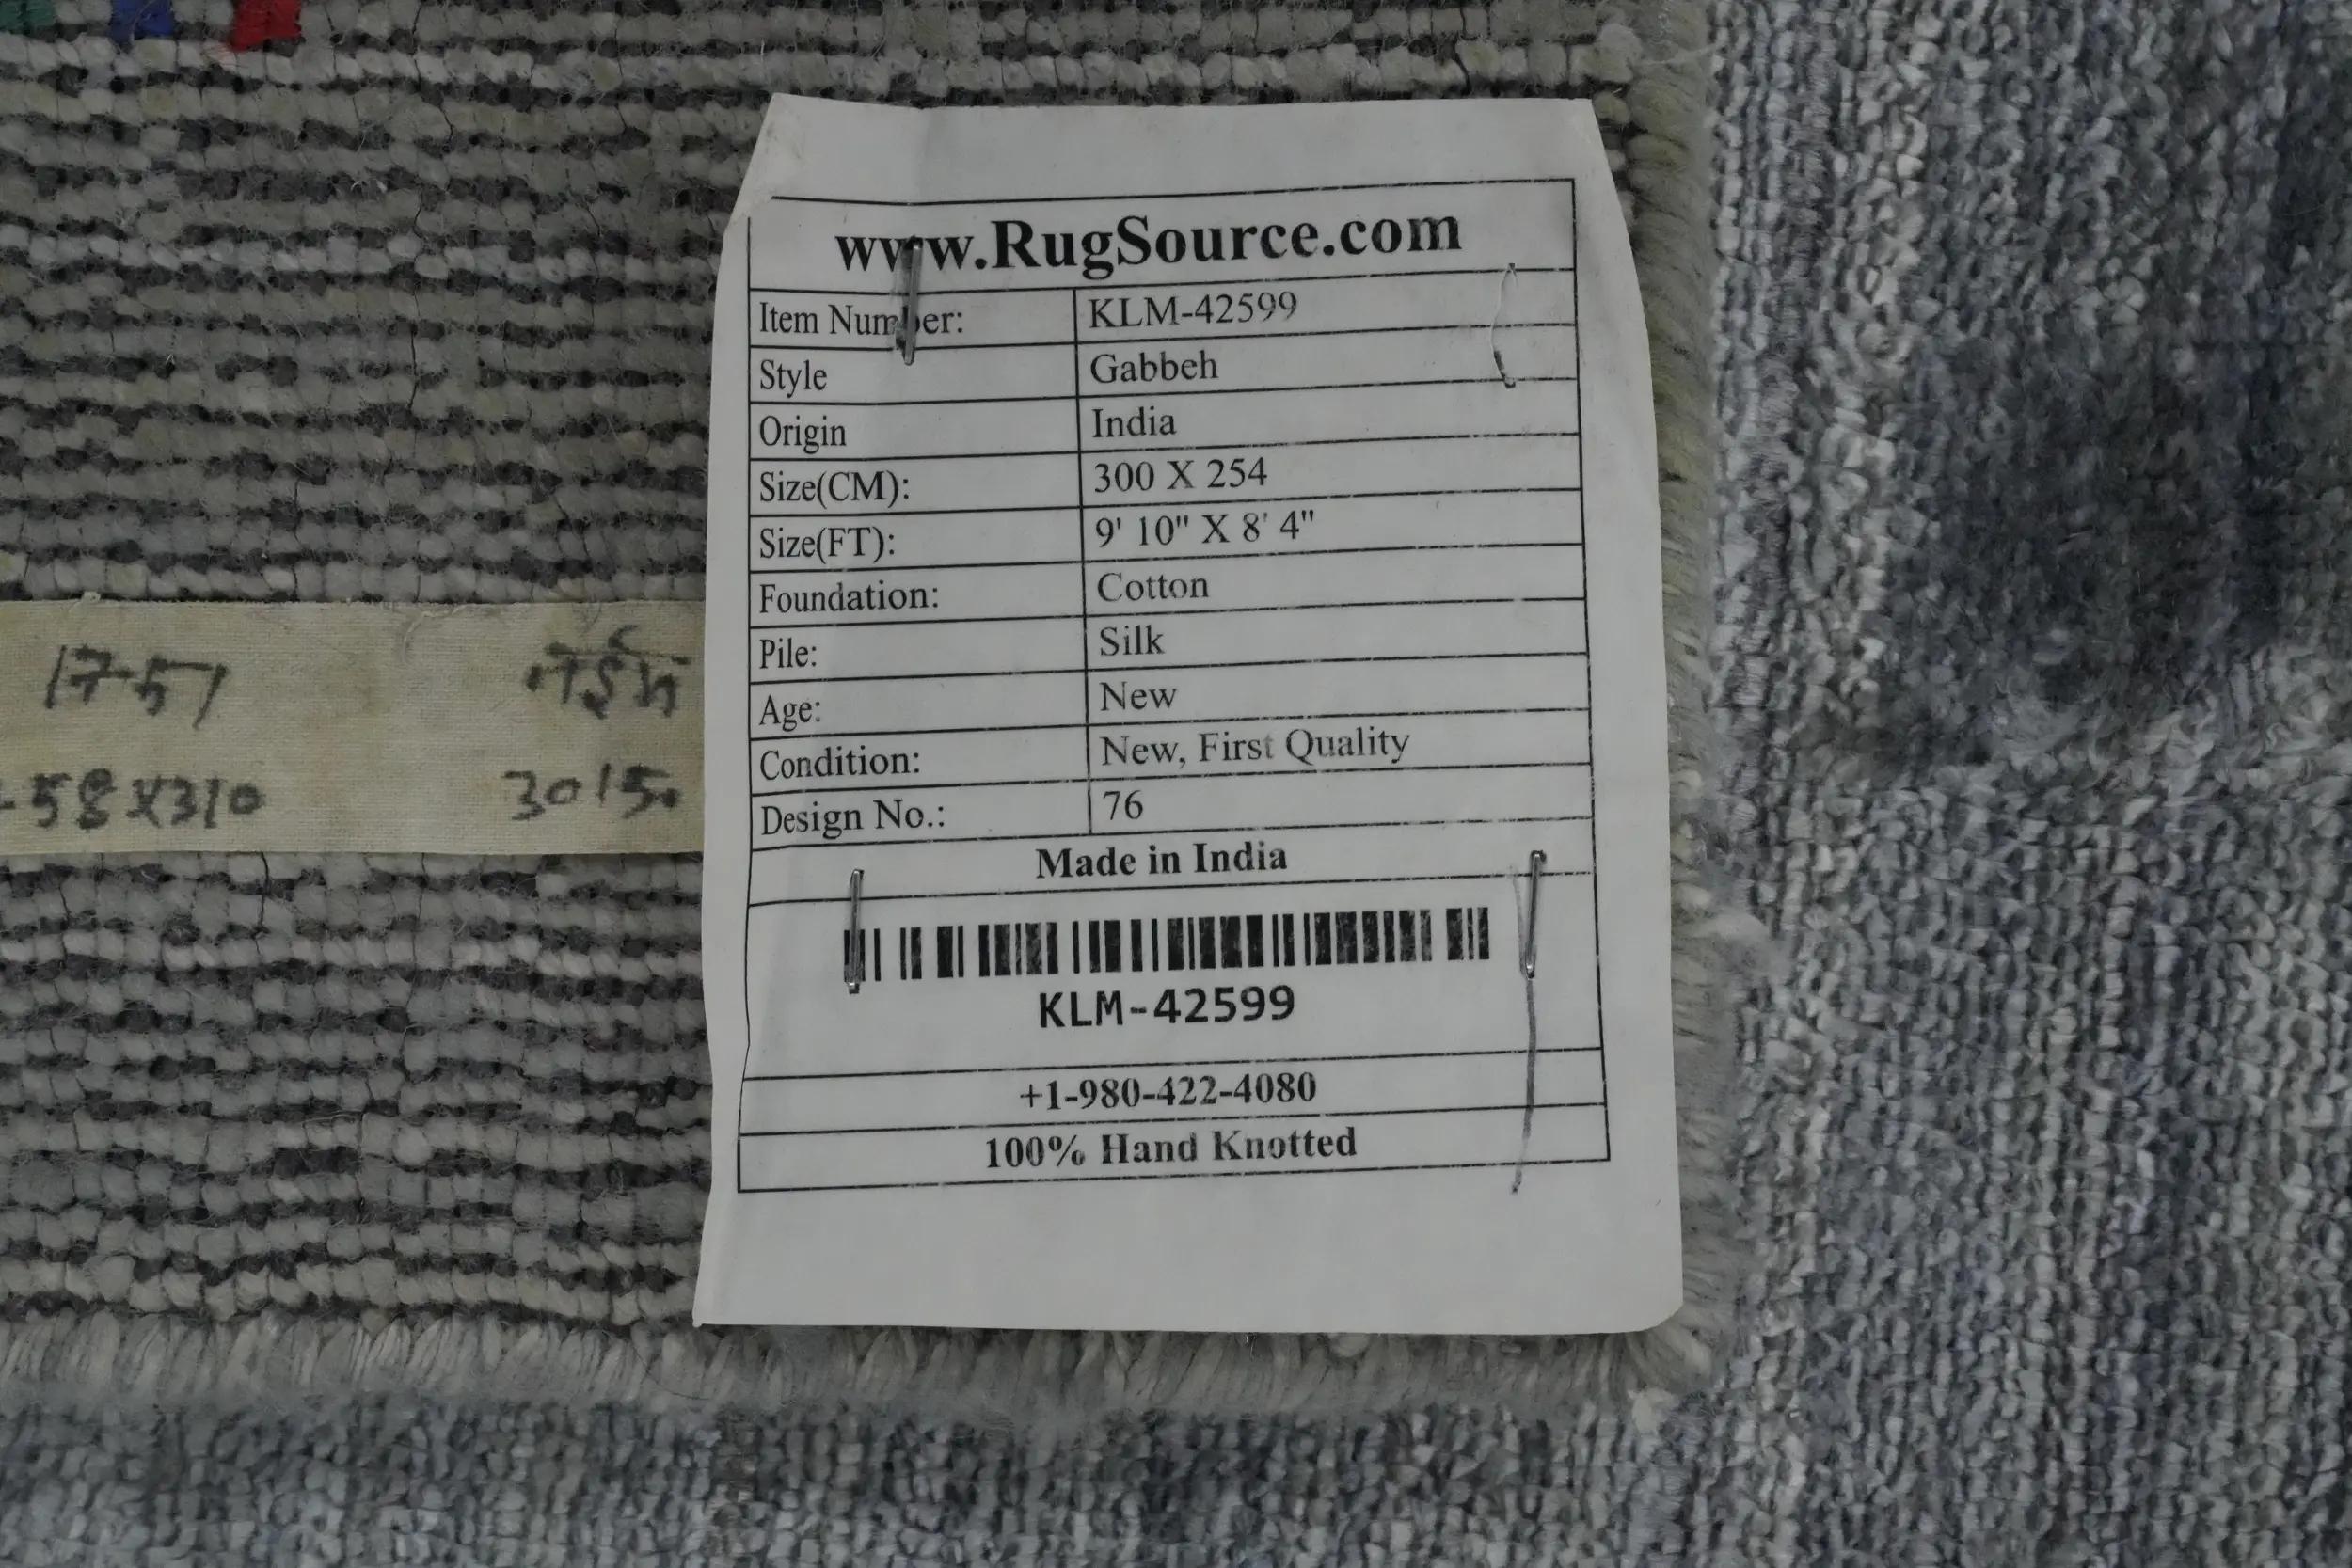 www.RugSource.com
Item Number: KLM-42599
Style Gabbeh
Origin India
Size(CM): 300 X 254
Size(FT): 9' 10" X 8' 4"
Foundation: Cotton
Pile: Silk
Age: New
Condition: New, First Quality
Design No.: 76
Made in India
KLM-42599
+1-980-422-4080
100% Hand Knotted
58X310